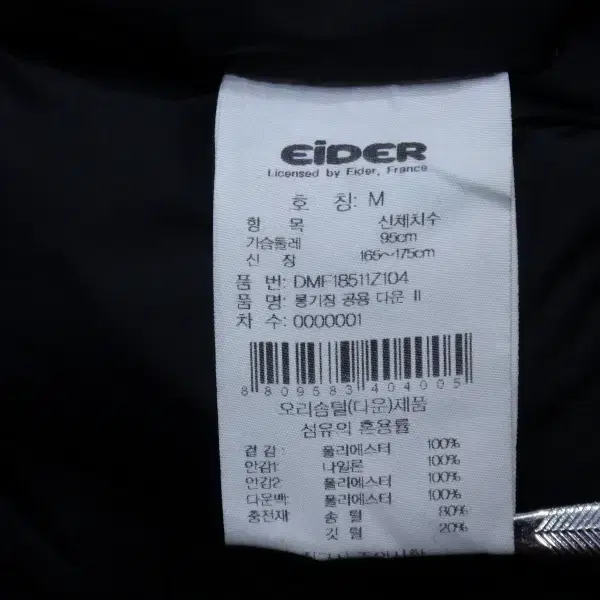 EiDER
Licensed by Eider, France
호 칭: M
항 목 신체치수
가슴둘레 95cm
신 장 165~175cm
품 번: DMF18511Z104
품 명: 롱기장 공용 다운 II
차 수: 0000001
8809583404005
오리솜털(다운)제품
섬유의 혼용률
겉감: 폴리에스터 100%
안감1: 나일론 100%
안감2: 폴리에스터 100%
다운백: 폴리에스터 100%
충전재: 솜 털 80%
깃 털 20%